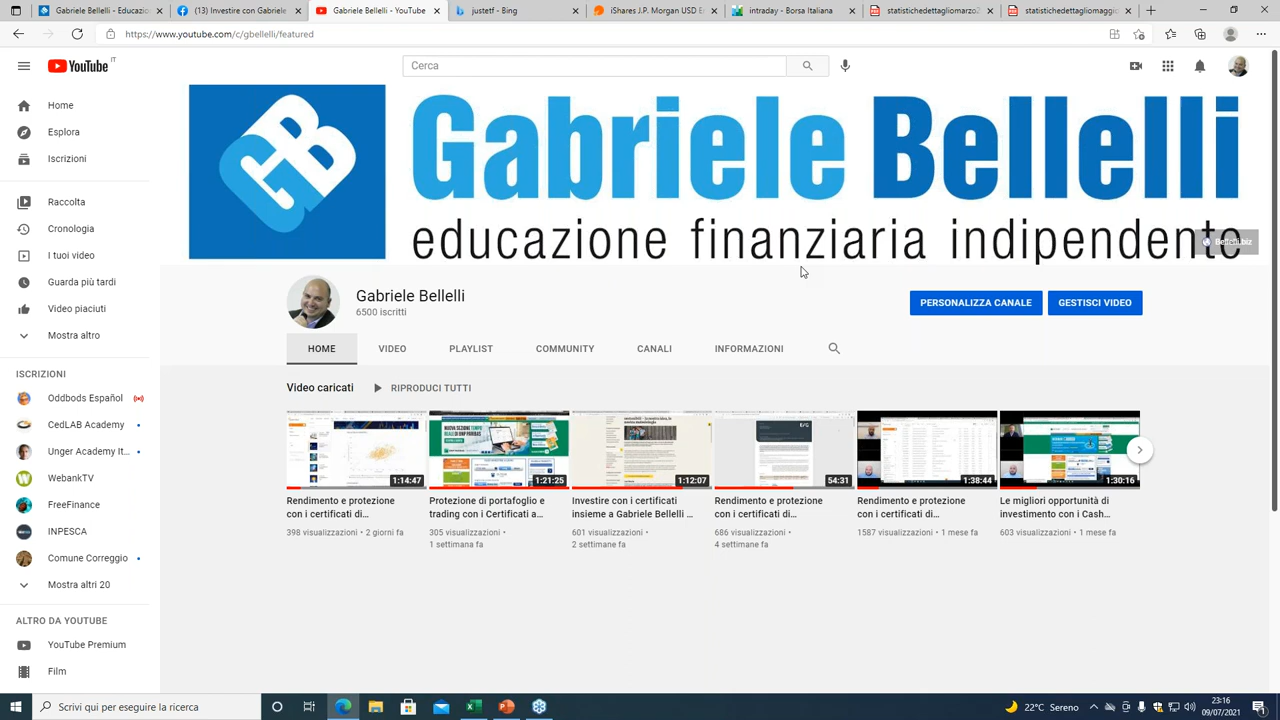 Gabriele Bellelli - Educazio
(13) Investire con Gabriele
Gabriele Bellelli - YouTube
justetf - Bing
iShares J.P. Morgan USD E
intraday - Borsa Italiana
statistichedettagliomarzo2
statistichedettagliomaggio
https://www.youtube.com/c/gbellelli/featured
YouTube IT
Cerca
Home
Esplora
Iscrizioni
Raccolta
Cronologia
I tuoi video
Guarda più tardi
Video piaciuti
Mostra altro
ISCRIZIONI
Oddbods Español
CedLAB Academy
Unger Academy It...
WebankTV
FreeFinance
INPESCA
Comune Correggio
Mostra altri 20
ALTRO DA YOUTUBE
YouTube Premium
Film
GB
Gabriele Bellelli
educazione finanziaria indipendente
Bellelli.biz
Gabriele Bellelli
6500 iscritti
PERSONALIZZA CANALE
GESTISCI VIDEO
HOME
VIDEO
PLAYLIST
COMMUNITY
CANALI
INFORMAZIONI
Video caricati
RIPRODUCI TUTTI
1:14:47
Rendimento e protezione
con i certificati di...
398 visualizzazioni • 2 giorni fa
1:21:25
Protezione di portafoglio e
trading con i Certificati a...
305 visualizzazioni •
1 settimana fa
1:12:07
Investire con i certificati
insieme a Gabriele Bellelli ...
601 visualizzazioni •
2 settimane fa
54:31
Rendimento e protezione
con i certificati di...
686 visualizzazioni •
4 settimane fa
1:38:44
Rendimento e protezione
con i certificati di...
1587 visualizzazioni • 1 mese fa
1:30:16
Le migliori opportunità di
investimento con i Cash...
603 visualizzazioni • 1 mese fa
Scrivi qui per eseguire la ricerca
22°C Sereno
23:16
09/07/2021